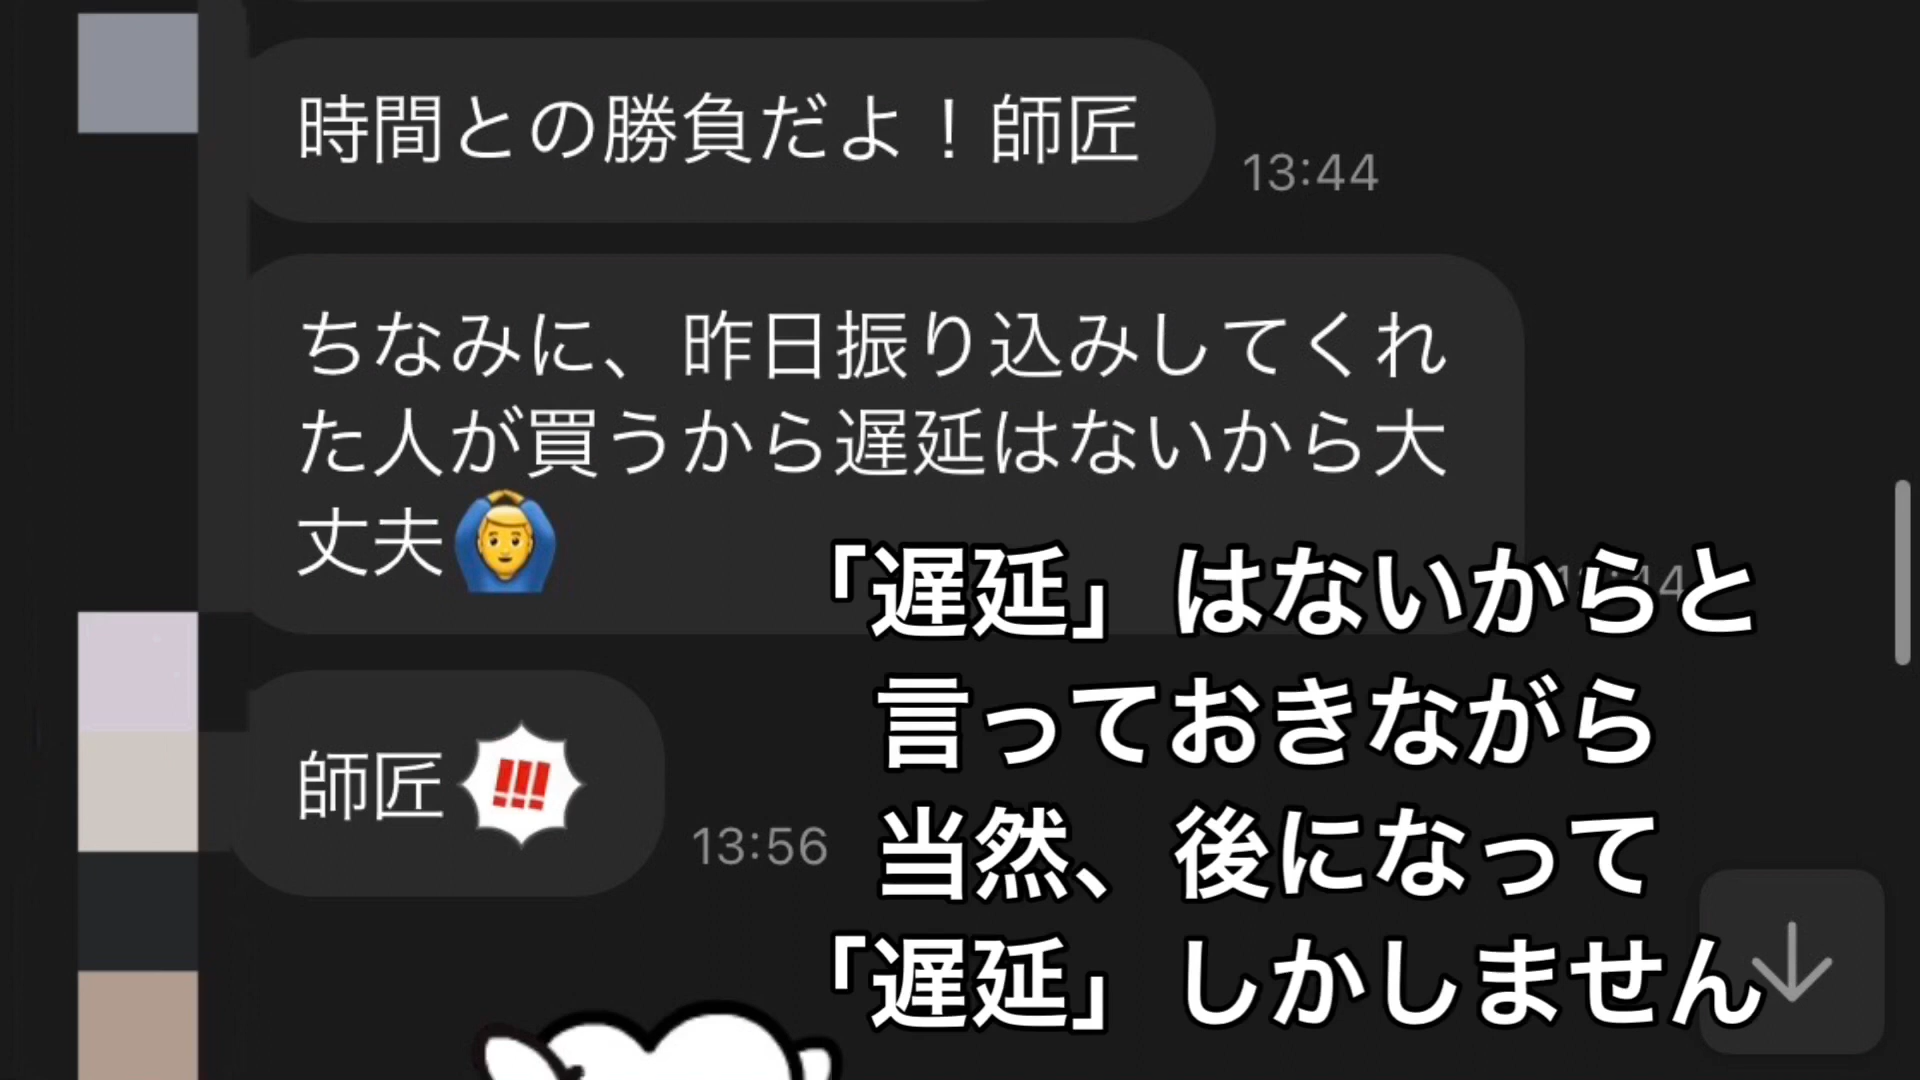 時間との勝負だよ！師匠
13:44
ちなみに、昨日振り込みしてくれ
た人が買うから遅延はないから大
丈夫🙆‍♂️
師匠
!!!
13:56
「遅延」はないからと
言っておきながら
当然、後になって
「遅延」しかしません